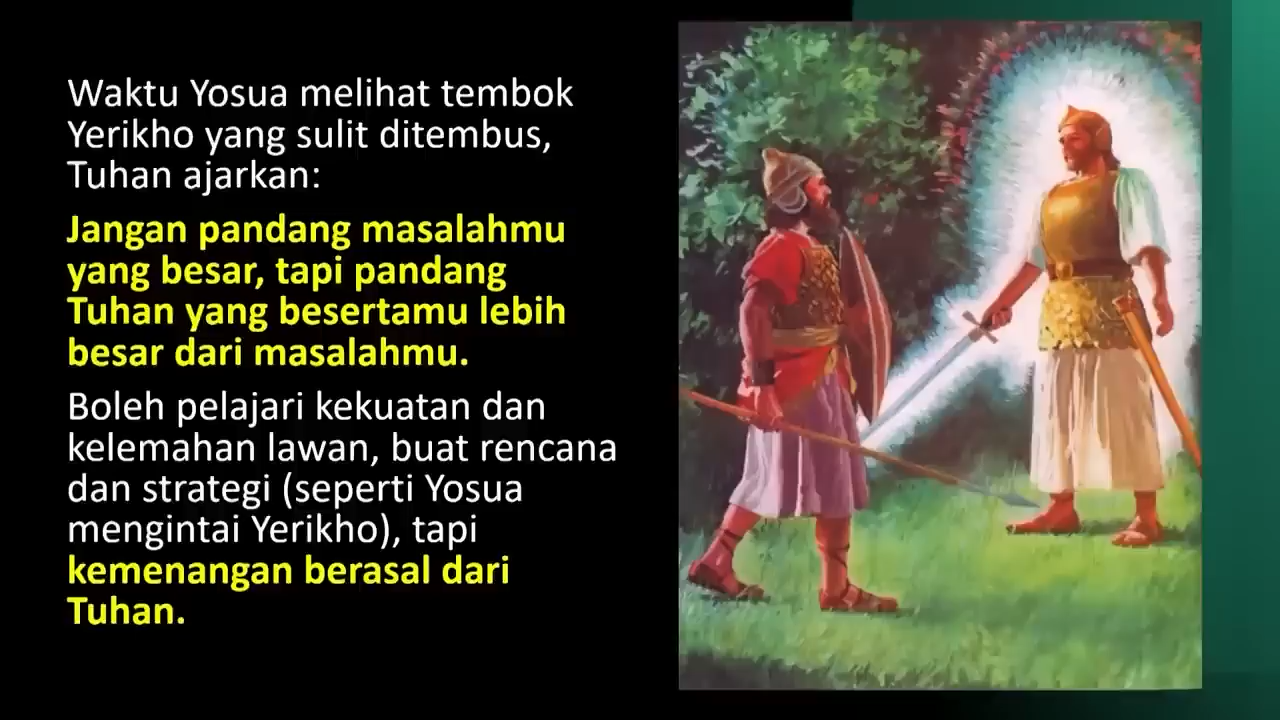 Waktu Yosua melihat tembok
Yerikho yang sulit ditembus,
Tuhan ajarkan:
Jangan pandang masalahmu
yang besar, tapi pandang
Tuhan yang besertamu lebih
besar dari masalahmu.
Boleh pelajari kekuatan dan
kelemahan lawan, buat rencana
dan strategi (seperti Yosua
mengintai Yerikho), tapi
kemenangan berasal dari
Tuhan.